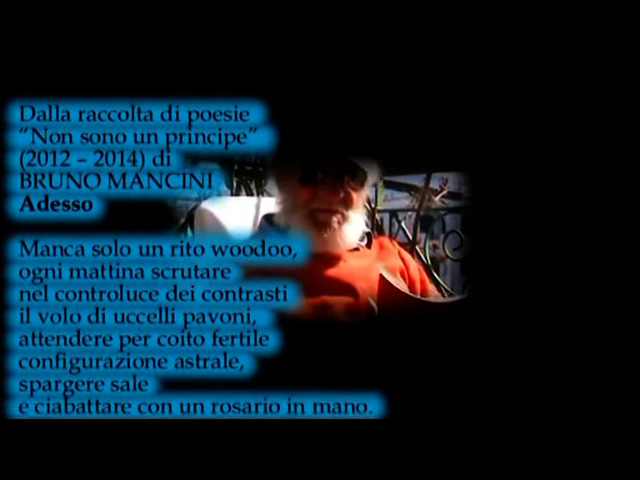 Dalla raccolta di poesie
“Non sono un principe”
(2012 – 2014) di
BRUNO MANCINI
Adesso
Manca solo un rito woodoo,
ogni mattina scrutare
nel controluce dei contrasti
il volo di uccelli pavoni,
attendere per coito fertile
configurazione astrale,
spargere sale
e ciabattare con un rosario in mano.